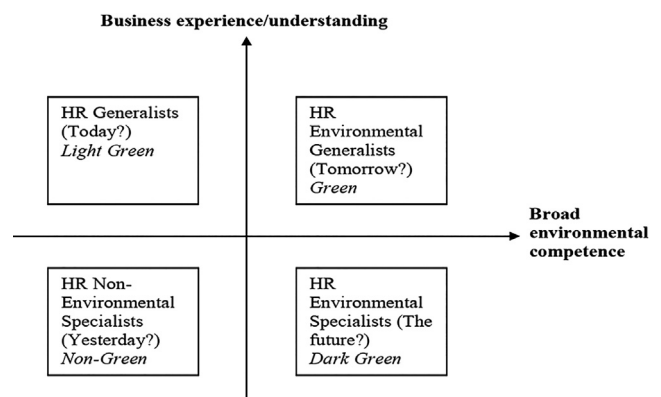 Business experience/understanding
HR Generalists
(Today?)
Light Green
HR
Environmental
Generalists
(Tomorrow?)
Green
Broad
environmental
competence
HR Non-
Environmental
Specialists
(Yesterday?)
Non-Green
HR
Environmental
Specialists (The
future?)
Dark Green